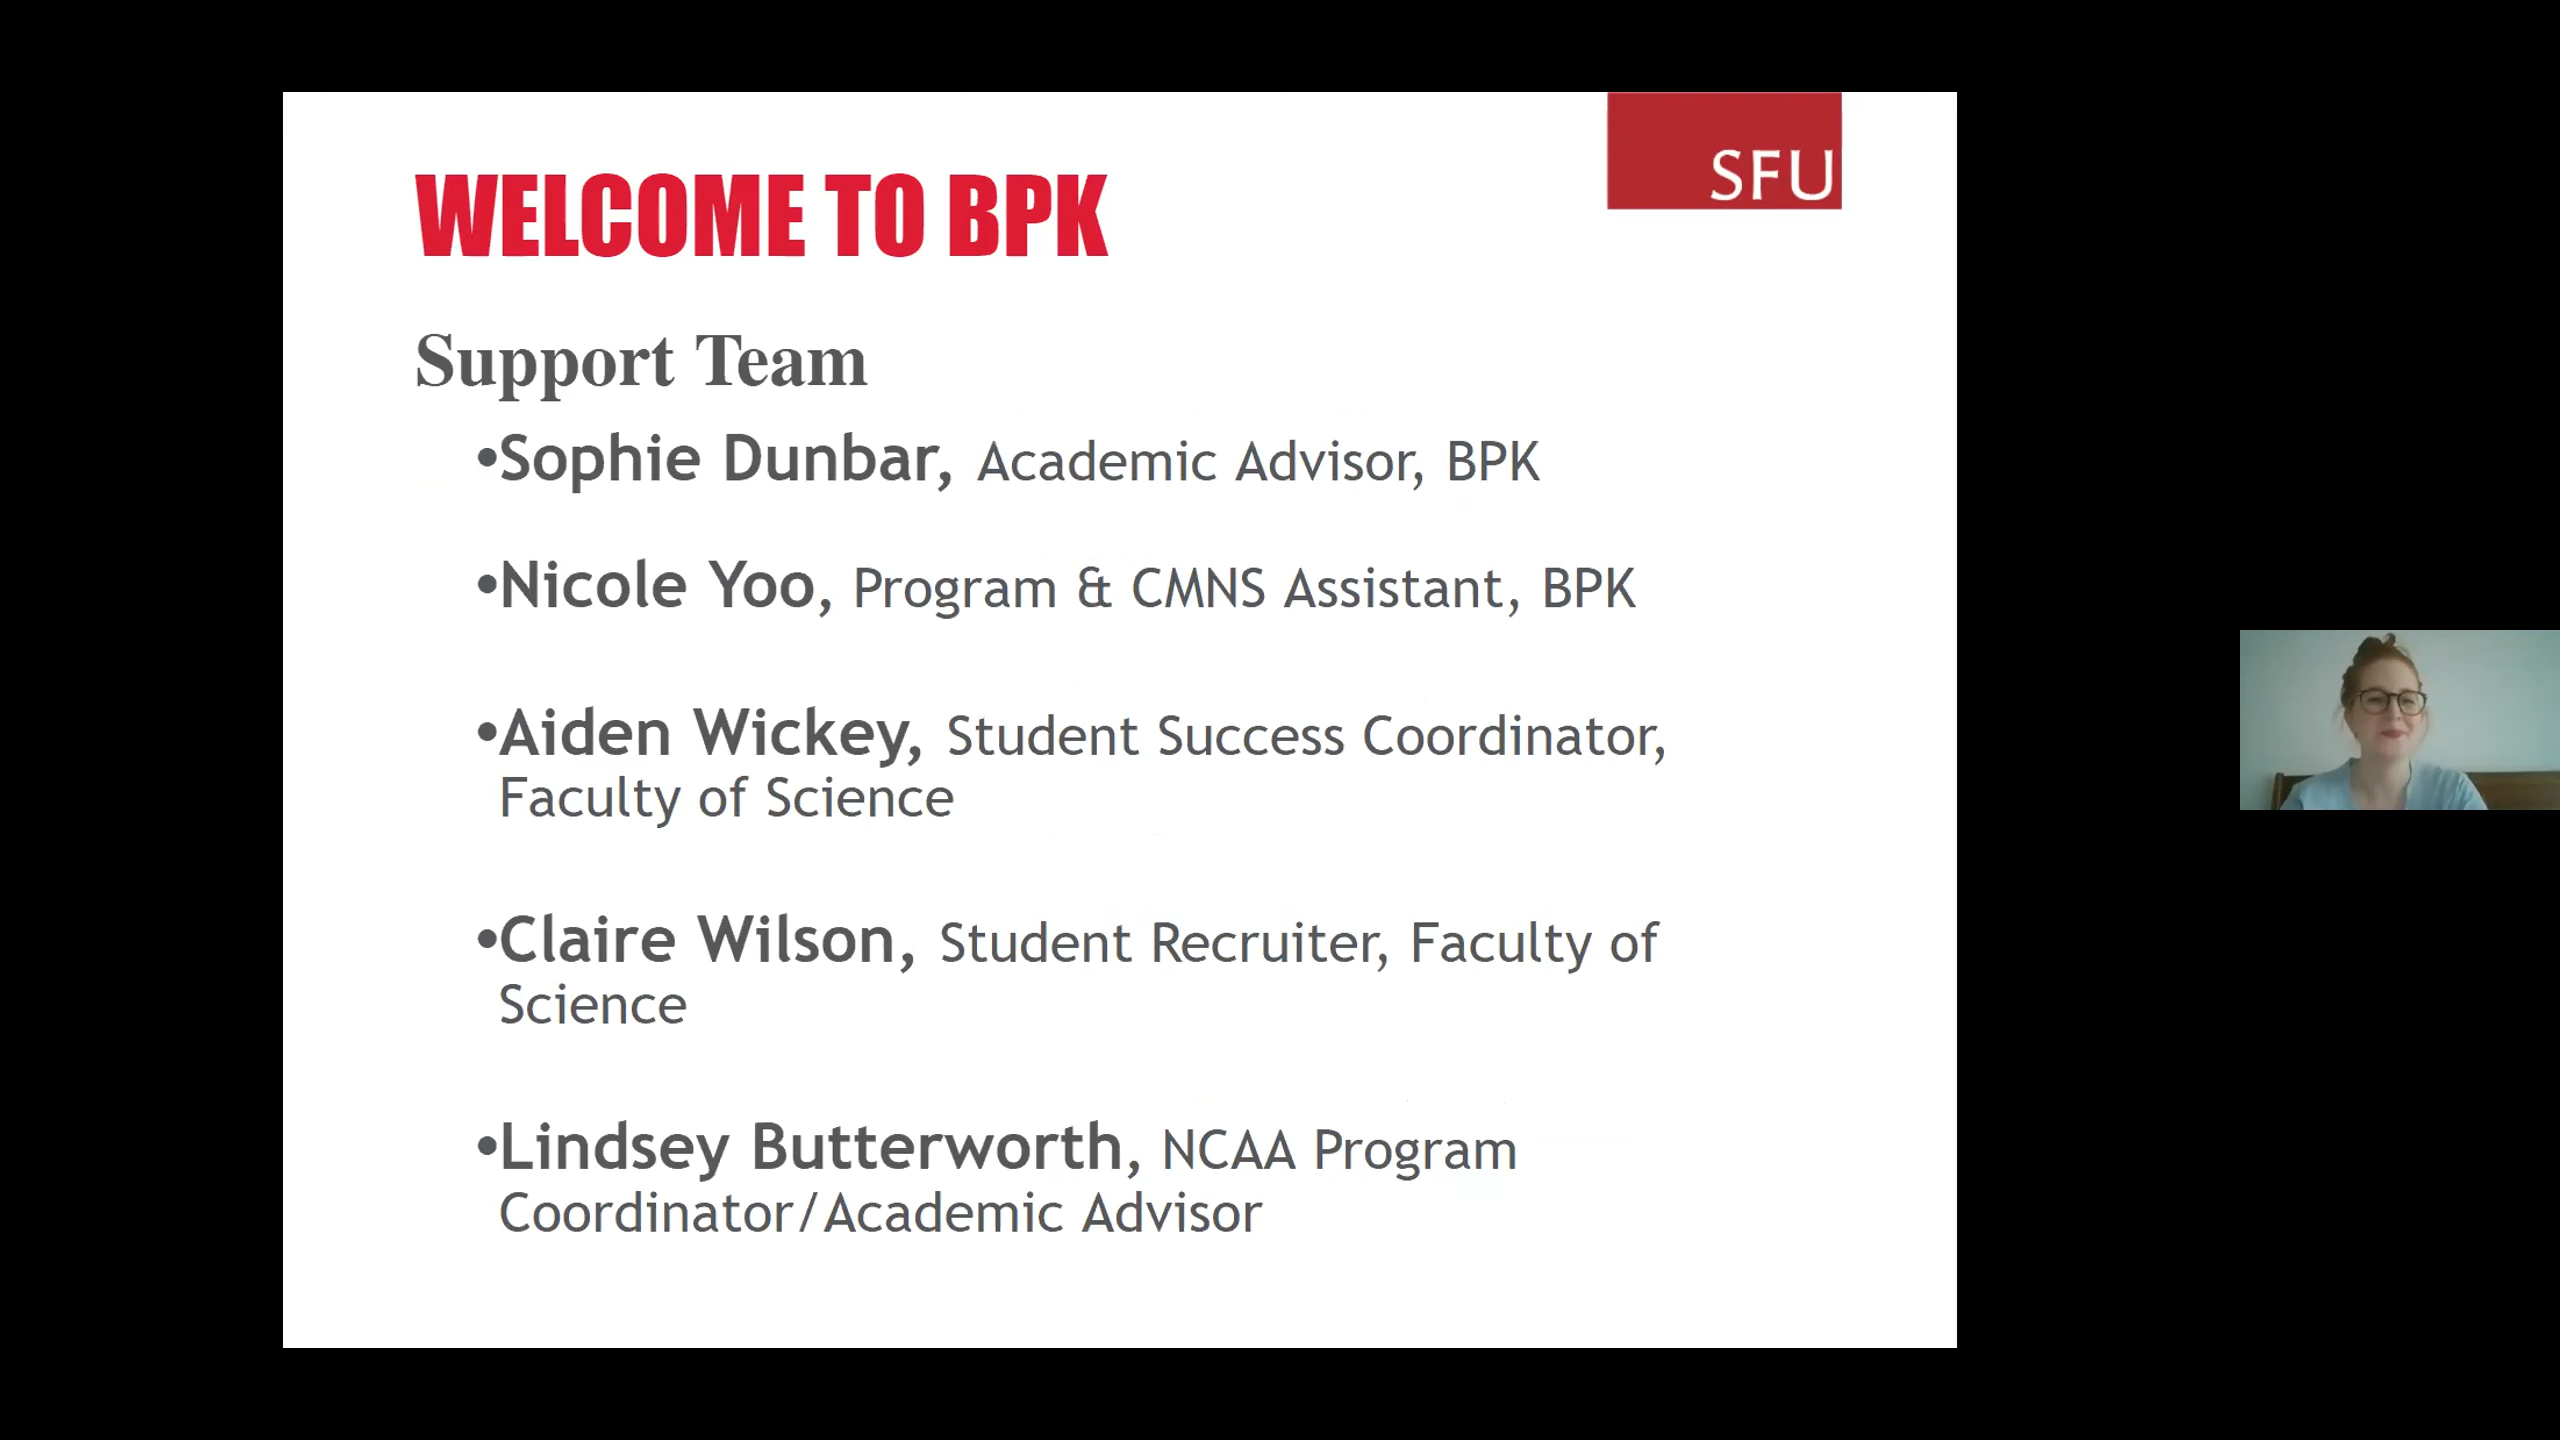 SFU
WELCOME TO BPK
Support Team
•Sophie Dunbar, Academic Advisor, BPK
•Nicole Yoo, Program & CMNS Assistant, BPK
•Aiden Wickey, Student Success Coordinator,
Faculty of Science
•Claire Wilson, Student Recruiter, Faculty of
Science
•Lindsey Butterworth, NCAA Program
Coordinator/Academic Advisor